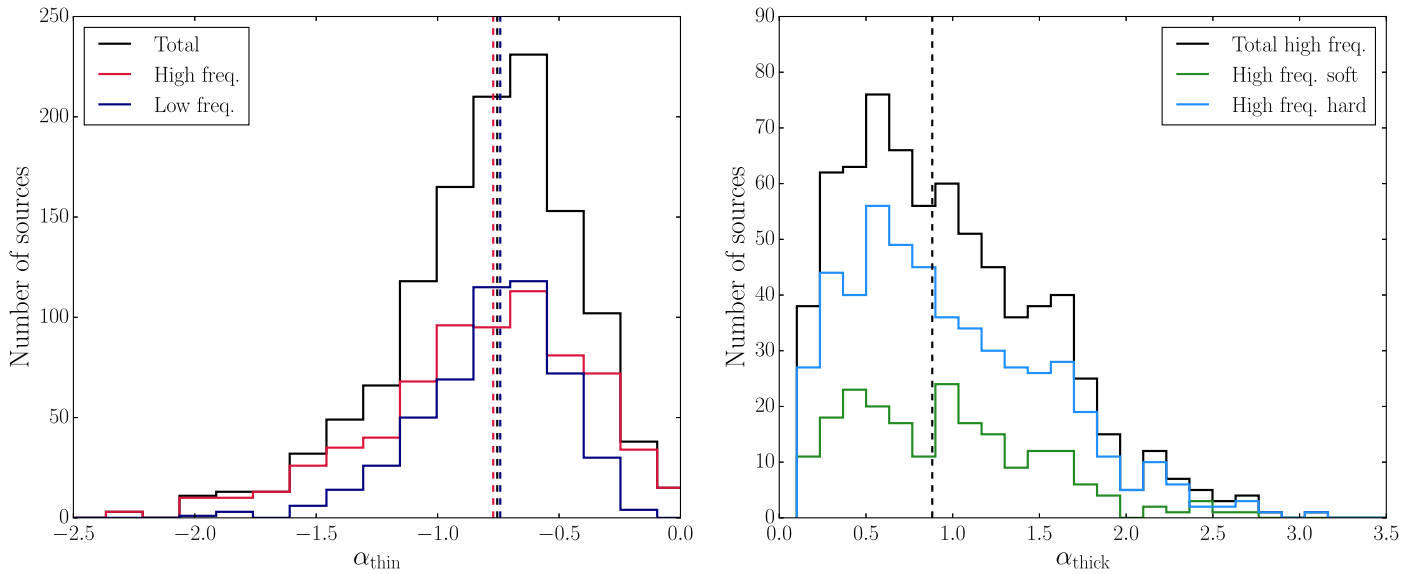 250
200
150
100
50
0
Number of sources
Total
High freq.
Low freq.
−2.5 −2.0 −1.5 −1.0 −0.5 0.0
α_thin
90
80
70
60
50
40
30
20
10
0
Number of sources
Total high freq.
High freq. soft
High freq. hard
0.0 0.5 1.0 1.5 2.0 2.5 3.0 3.5
α_thick